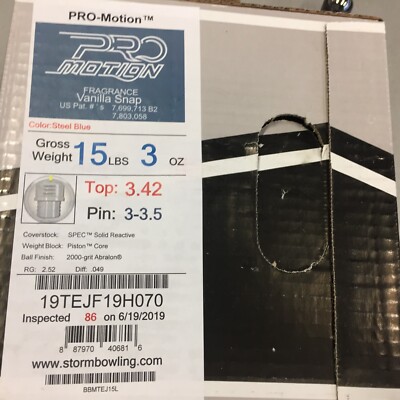 PRO-Motion™
PRO
MOTION
FRAGRANCE
Vanilla Snap
US Pat. #'s 7,699,713 B2
7,803,058
Color:Steel Blue
Gross Weight 15 LBS 3 OZ
Top: 3.42
Pin: 3-3.5
Coverstock: SPEC™ Solid Reactive
Weight Block: Piston™ Core
Ball Finish: 2000-grit Abralon®
RG: 2.52 Diff: .049
19TEJF19H070
Inspected 86 on 6/19/2019
8 87970 40681 6
www.stormbowling.com
BBMTEJ15L